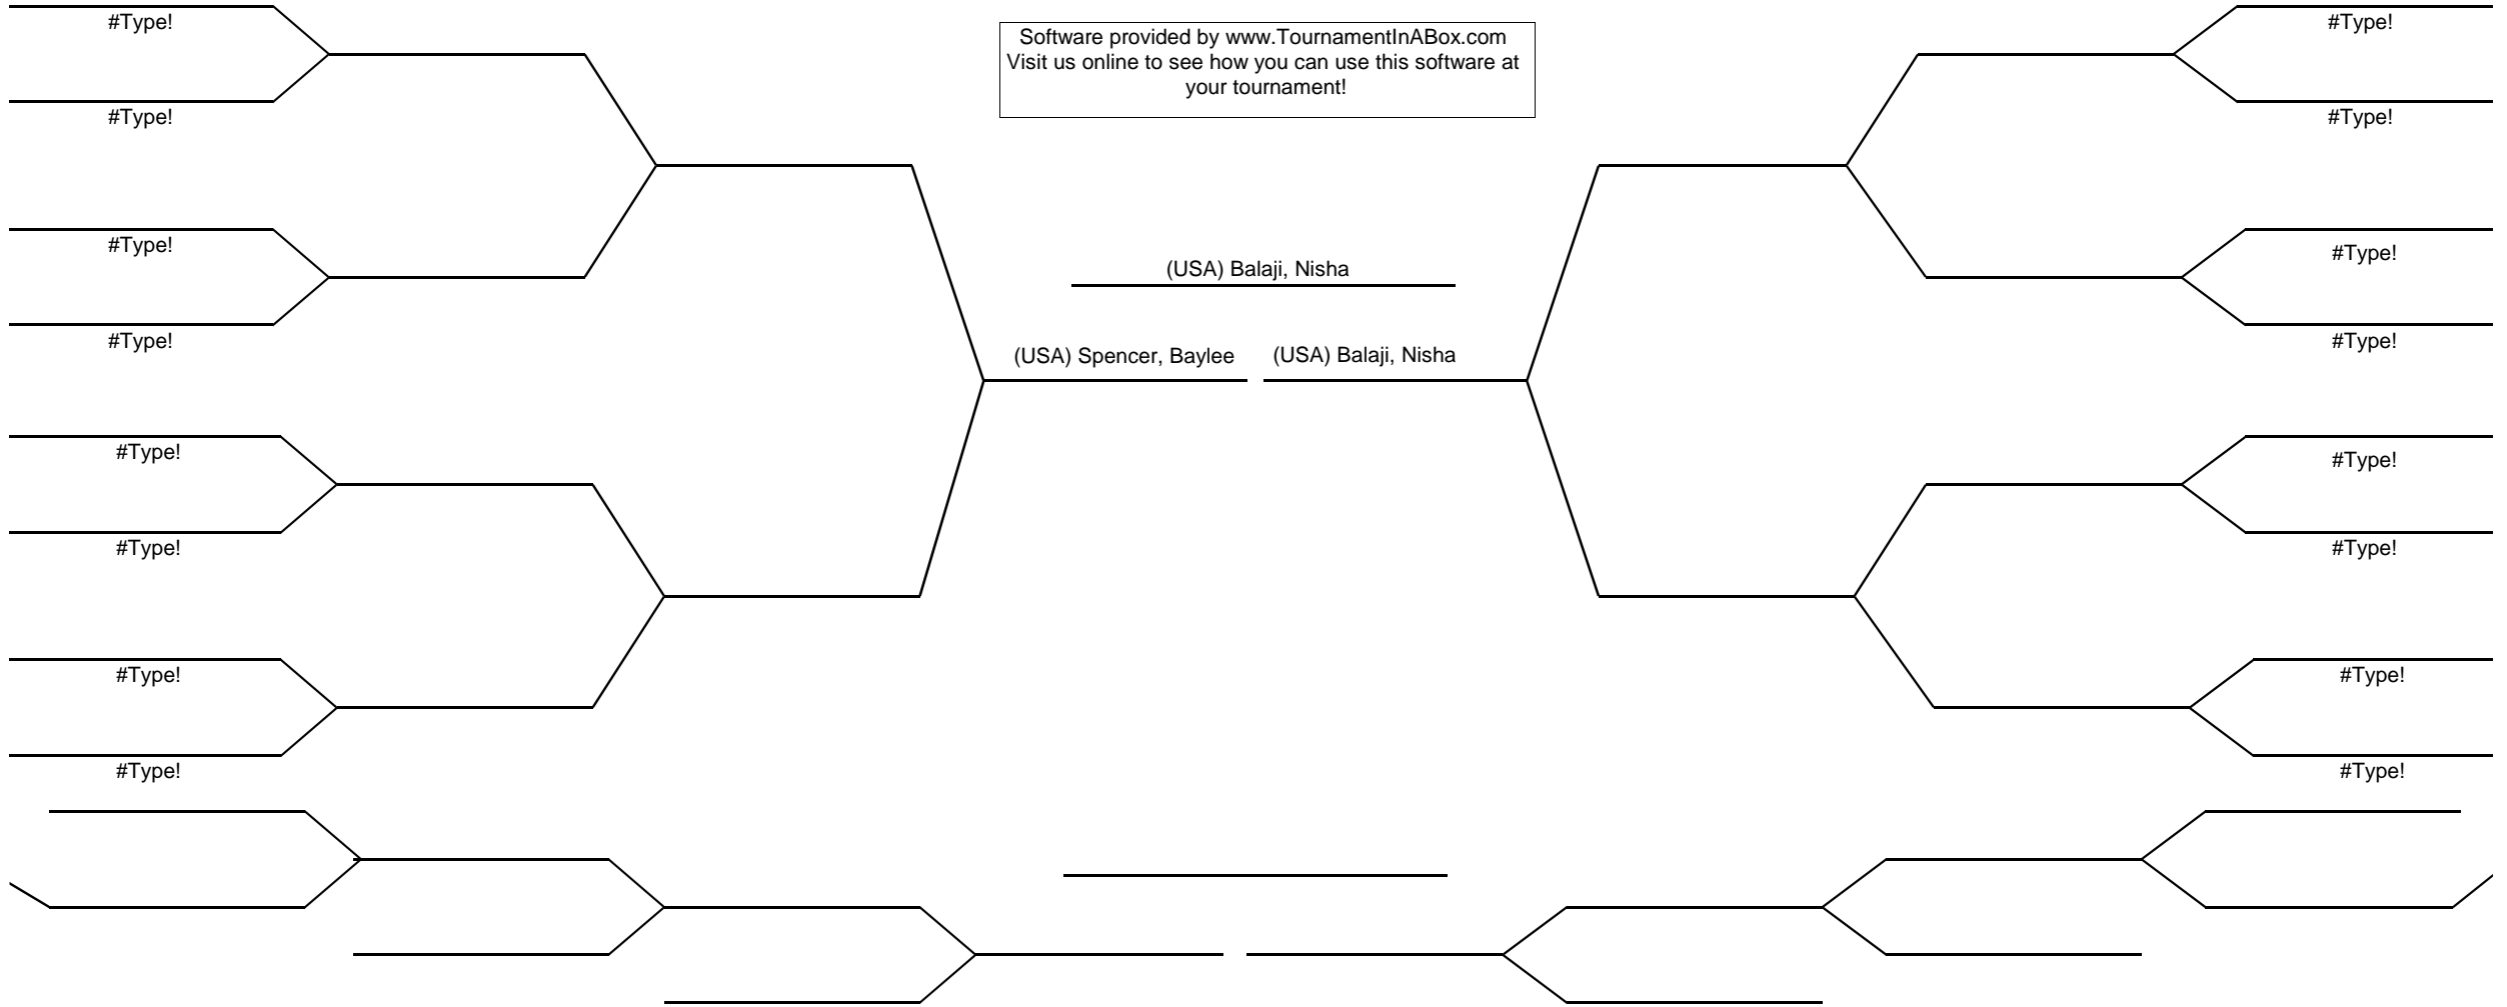 #Type!
Software provided by www.TournamentInABox.com
Visit us online to see how you can use this software at
your tournament!
#Type!
#Type!
#Type!
#Type!
#Type!
(USA) Balaji, Nisha
#Type!
#Type!
(USA) Spencer, Baylee
(USA) Balaji, Nisha
#Type!
#Type!
#Type!
#Type!
#Type!
#Type!
#Type!
#Type!
#Type!